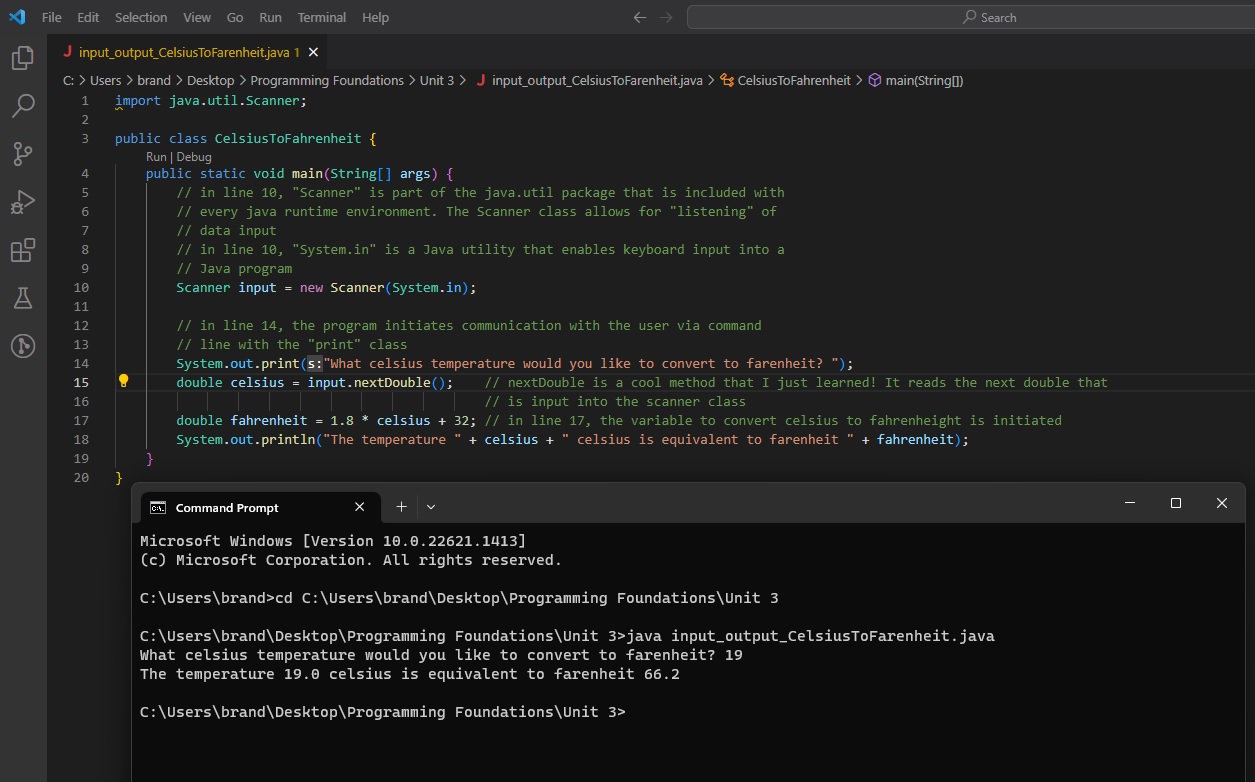 File Edit Selection View Go Run Terminal Help Search
J input_output_CelsiusToFarenheit.java 1
C: > Users > brand > Desktop > Programming Foundations > Unit 3 > J input_output_CelsiusToFarenheit.java > CelsiusToFahrenheit > main(String[])
1 import java.util.Scanner;
2
3 public class CelsiusToFahrenheit {
Run | Debug
4 public static void main(String[] args) {
5 // in line 10, "Scanner" is part of the java.util package that is included with
6 // every java runtime environment. The Scanner class allows for "listening" of
7 // data input
8 // in line 10, "System.in" is a Java utility that enables keyboard input into a
9 // Java program
10 Scanner input = new Scanner(System.in);
11
12 // in line 14, the program initiates communication with the user via command
13 // line with the "print" class
14 System.out.print(s:"What celsius temperature would you like to convert to farenheit? ");
15 double celsius = input.nextDouble(); // nextDouble is a cool method that I just learned! It reads the next double that
16 // is input into the scanner class
17 double fahrenheit = 1.8 * celsius + 32; // in line 17, the variable to convert celsius to fahrenheight is initiated
18 System.out.println("The temperature " + celsius + " celsius is equivalent to farenheit " + fahrenheit);
19 }
20 }
Command Prompt
Microsoft Windows [Version 10.0.22621.1413]
(c) Microsoft Corporation. All rights reserved.
C:\Users\brand>cd C:\Users\brand\Desktop\Programming Foundations\Unit 3
C:\Users\brand\Desktop\Programming Foundations\Unit 3>java input_output_CelsiusToFarenheit.java
What celsius temperature would you like to convert to farenheit? 19
The temperature 19.0 celsius is equivalent to farenheit 66.2
C:\Users\brand\Desktop\Programming Foundations\Unit 3>